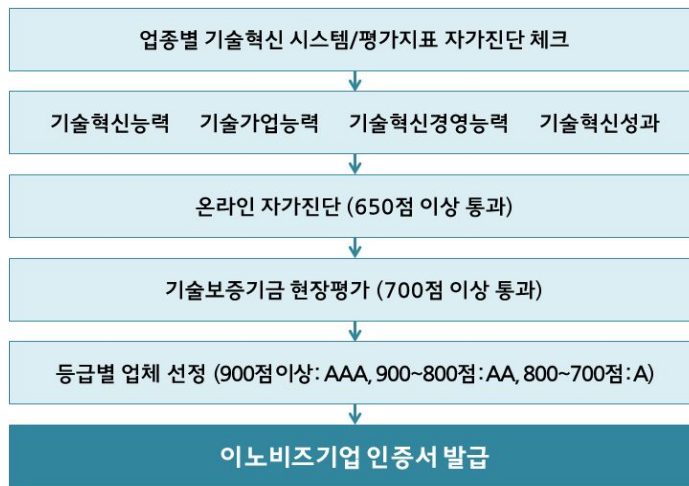 업종별 기술혁신 시스템/평가지표 자가진단 체크
기술혁신능력 기술가업능력 기술혁신경영능력 기술혁신성과
온라인 자가진단 (650점 이상 통과)
기술보증기금 현장평가 (700점 이상 통과)
등급별 업체 선정 (900점이상: AAA, 900~800점:AA, 800~700점:A)
이노비즈기업 인증서 발급